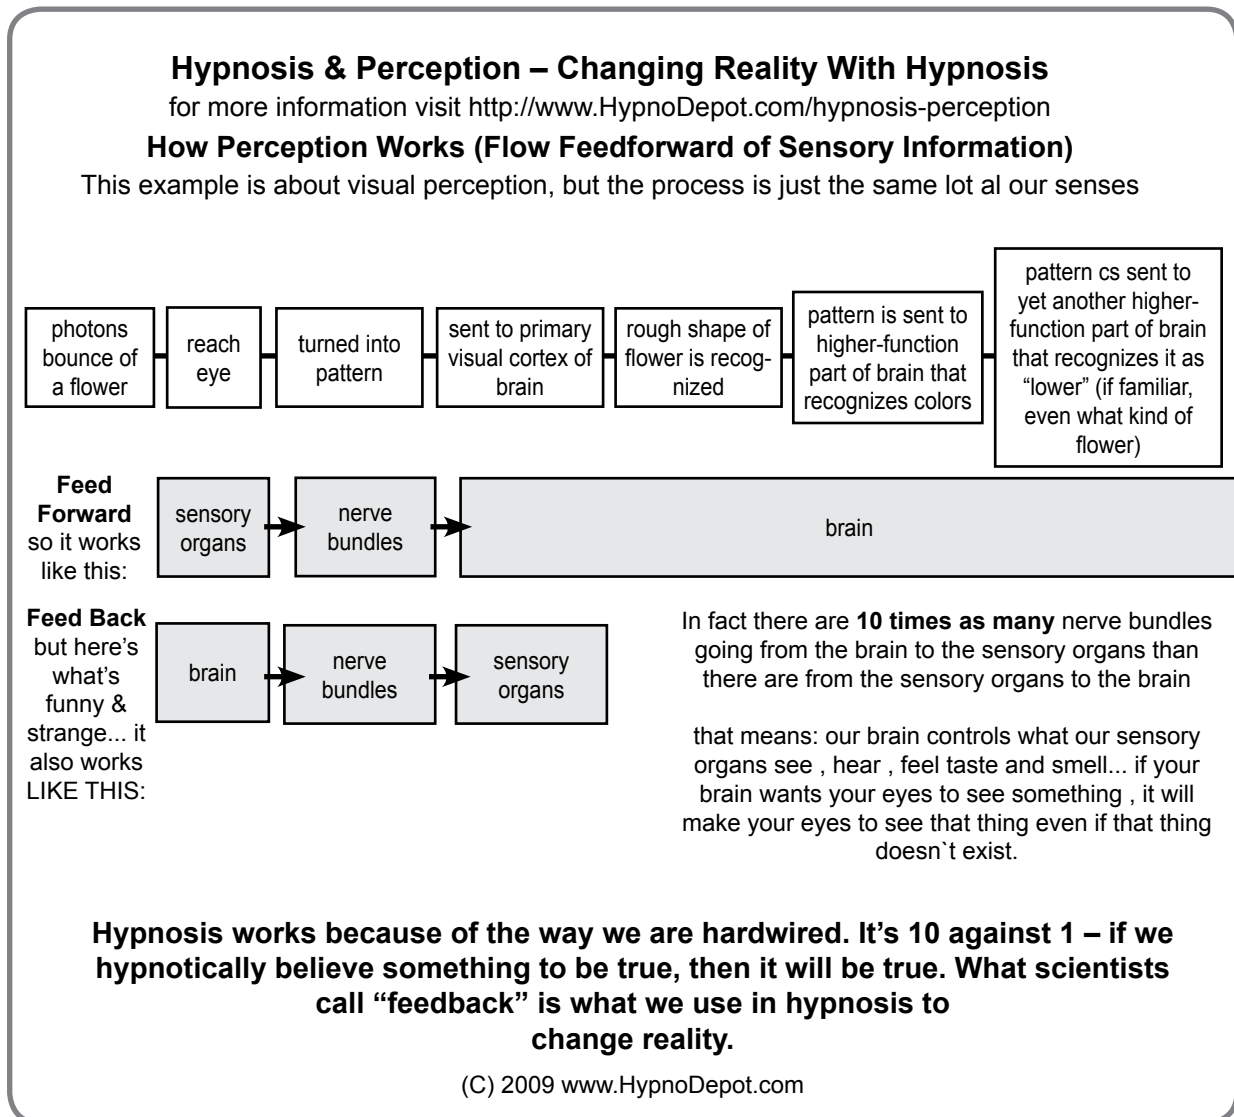 Hypnosis & Perception – Changing Reality With Hypnosis
for more information visit http://www.HypnoDepot.com/hypnosis-perception
How Perception Works (Flow Feedforward of Sensory Information)
This example is about visual perception, but the process is just the same lot al our senses
photons
bounce of
a flower
reach
eye
turned into
pattern
sent to primary
visual cortex of
brain
rough shape of
flower is recog-
nized
pattern is sent to
higher-function
part of brain that
recognizes colors
pattern cs sent to
yet another higher-
function part of brain
that recognizes it as
“lower” (if familiar,
even what kind of
flower)
Feed
Forward
so it works
like this:
sensory
organs
nerve
bundles
brain
Feed Back
but here’s
what’s
funny &
strange... it
also works
LIKE THIS:
brain
nerve
bundles
sensory
organs
In fact there are 10 times as many nerve bundles
going from the brain to the sensory organs than
there are from the sensory organs to the brain
that means: our brain controls what our sensory
organs see , hear , feel taste and smell... if your
brain wants your eyes to see something , it will
make your eyes to see that thing even if that thing
doesn`t exist.
Hypnosis works because of the way we are hardwired. It’s 10 against 1 – if we
hypnotically believe something to be true, then it will be true. What scientists
call “feedback” is what we use in hypnosis to
change reality.
(C) 2009 www.HypnoDepot.com